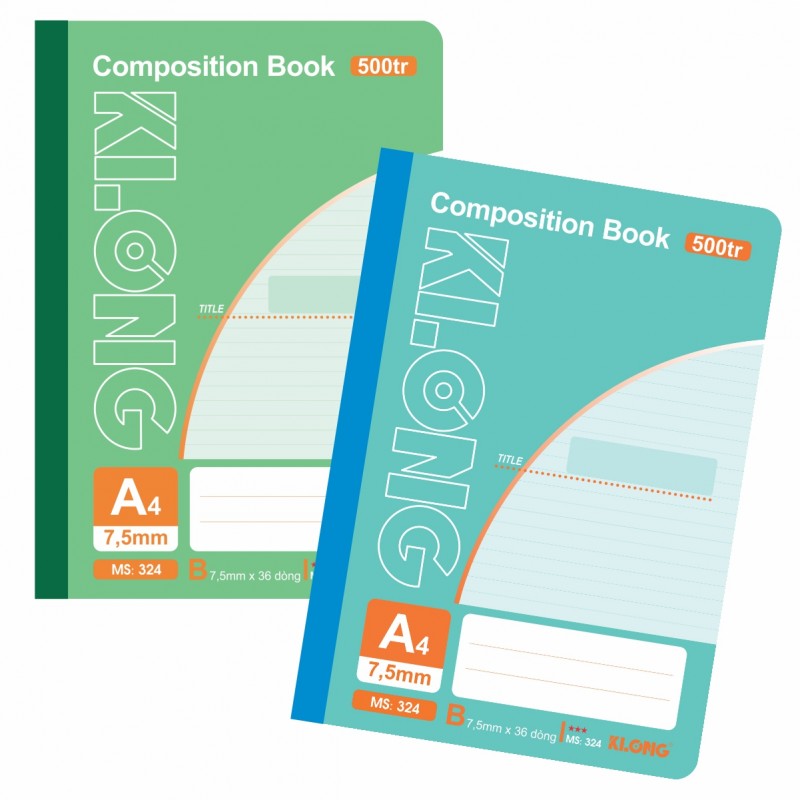 Composition Book 500tr
KLONG
TITLE
A4
7,5mm
MS: 324
B 7,5mm x 36 dòng
Composition Book 500tr
KLONG
TITLE
A4
7,5mm
MS: 324
B 7,5mm x 36 dòng
*** MS: 324
KLONG